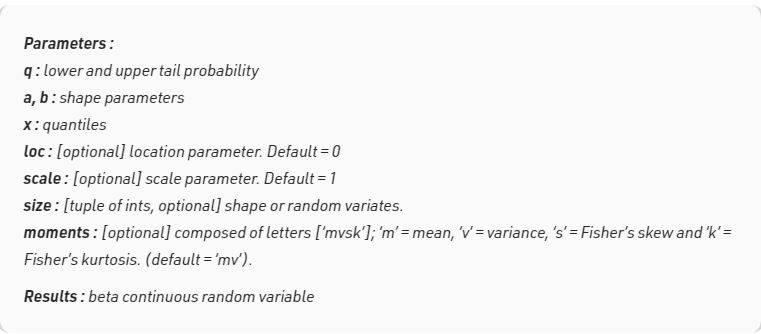 Parameters :
q : lower and upper tail probability
a, b : shape parameters
x : quantiles
loc : [optional] location parameter. Default = 0
scale : [optional] scale parameter. Default = 1
size : [tuple of ints, optional] shape or random variates.
moments : [optional] composed of letters [‘mvsk’]; ‘m’ = mean, ‘v’ = variance, ‘s’ = Fisher’s skew and ‘k’ =
Fisher’s kurtosis. (default = ‘mv’).
Results : beta continuous random variable